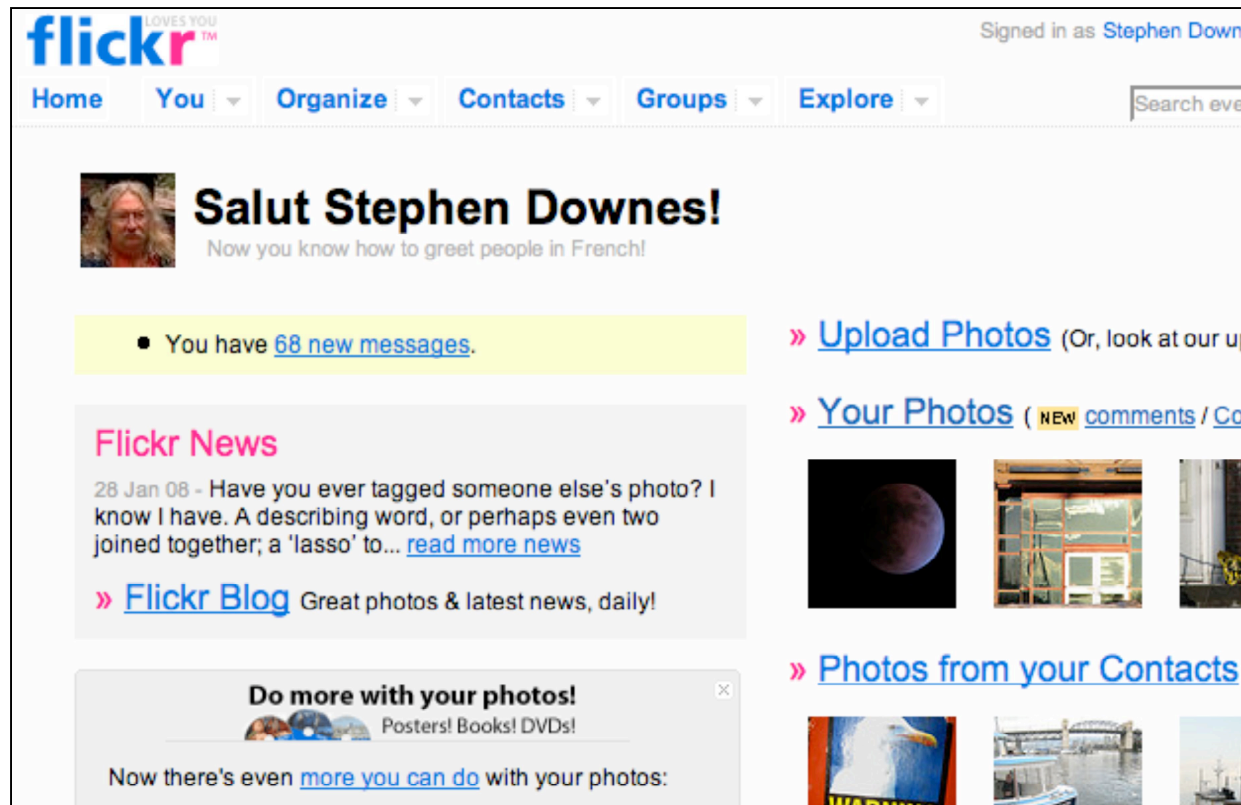 flickr LOVES YOU TM
Signed in as Stephen Down
Home You Organize Contacts Groups Explore
Search eve
Salut Stephen Downes!
Now you know how to greet people in French!
• You have 68 new messages.
Flickr News
28 Jan 08 - Have you ever tagged someone else's photo? I
know I have. A describing word, or perhaps even two
joined together; a 'lasso' to... read more news
» Flickr Blog Great photos & latest news, daily!
Do more with your photos!
Posters! Books! DVDs!
Now there's even more you can do with your photos:
» Upload Photos (Or, look at our u
» Your Photos ( NEW comments / Co
» Photos from your Contacts
WARNIN